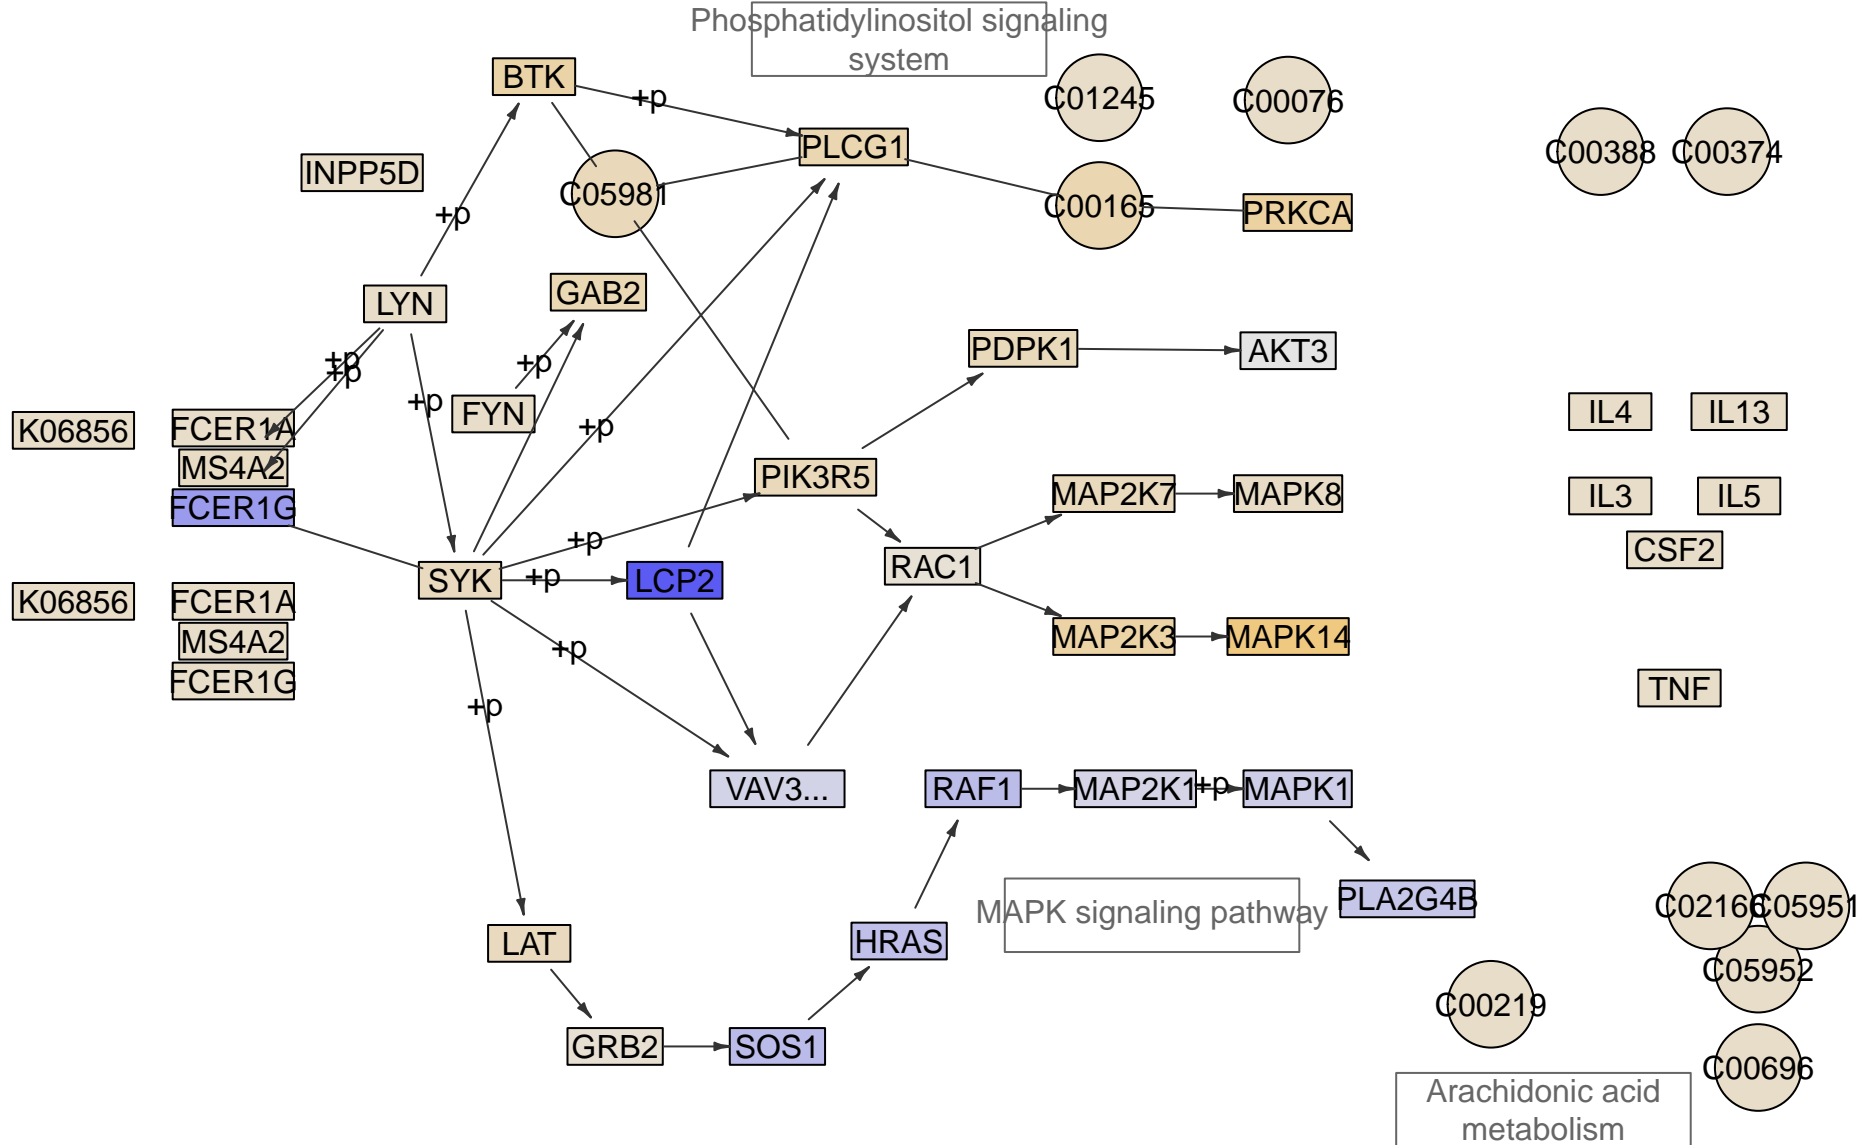 Phosphatidylinositol signaling
system
BTK
+p
C01245
C00076
PLCG1
C00388
C00374
INPP5D
C05981
C00165
PRKCA
+p
LYN
GAB2
PDPK1
AKT3
+p
+p
+p
+p
FYN
+p
K06856
FCER1A
+p
IL4
IL13
MS4A2
PIK3R5
MAP2K7
MAPK8
IL3
IL5
FCER1G
+p
CSF2
SYK
+p
LCP2
RAC1
K06856
FCER1A
MS4A2
+p
MAP2K3
MAPK14
FCER1G
TNF
+p
VAV3...
RAF1
MAP2K1
+p
MAPK1
MAPK signaling pathway
PLA2G4B
C02166
C05951
LAT
HRAS
C05952
C00219
GRB2
SOS1
C00696
Arachidonic acid
metabolism